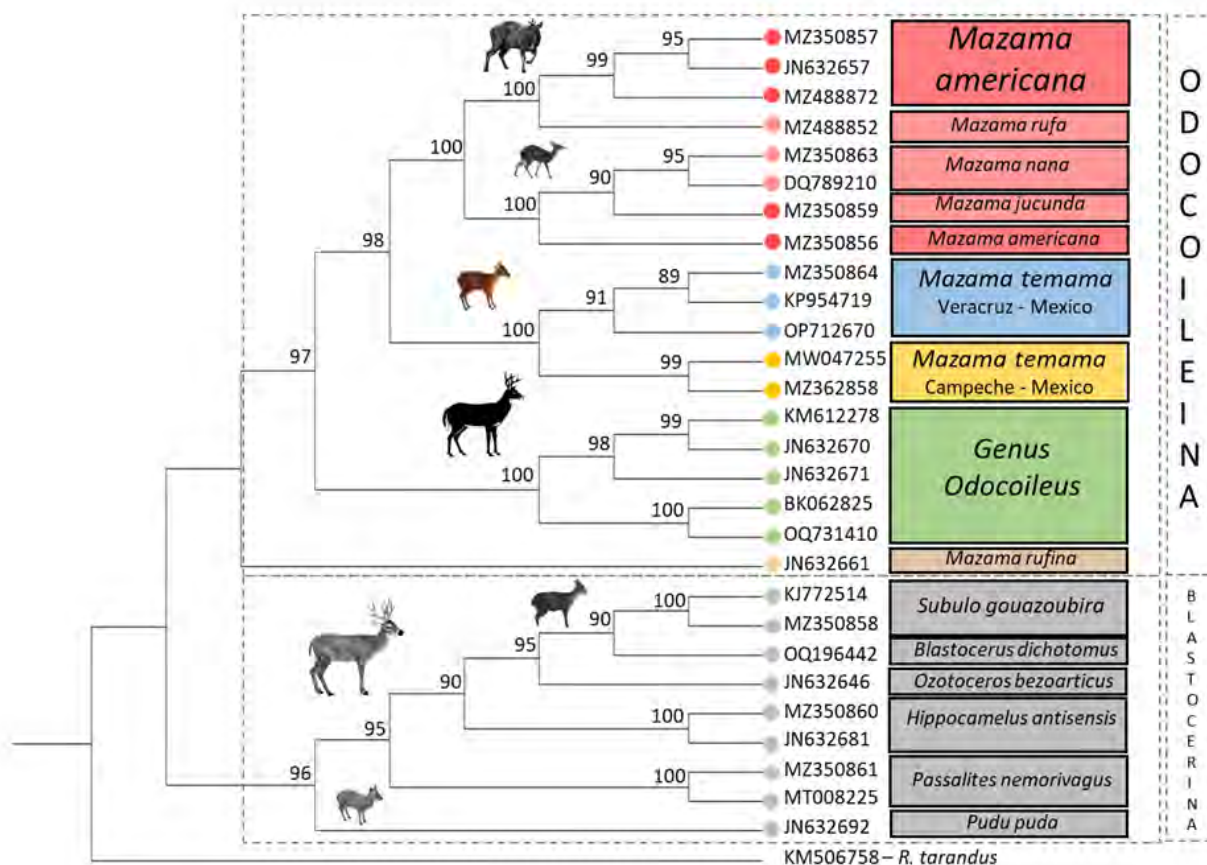 95
MZ350857
Mazama
americana
99
JN632657
100
MZ488872
MZ488852
Mazama rufa
100
95
MZ350863
Mazama nana
90
DQ789210
100
MZ350859
Mazama jucunda
98
MZ350856
Mazama americana
89
MZ350864
Mazama temama
Veracruz - Mexico
91
KP954719
100
OP712670
97
99
MW047255
Mazama temama
Campeche - Mexico
MZ362858
99
KM612278
Genus
Odocoileus
98
JN632670
100
JN632671
100
BK062825
OQ731410
JN632661
Mazama rufina
ODOCOILEINA
100
KJ772514
Subulo gouazoubira
90
MZ350858
95
OQ196442
Blastocerus dichotomus
90
JN632646
Ozotoceros bezoarticus
95
100
MZ350860
Hippocamelus antisensis
JN632681
96
100
MZ350861
Passalites nemorivagus
MT008225
JN632692
Pudu puda
BLASTOCERINA
KM506758 – R. tarandus